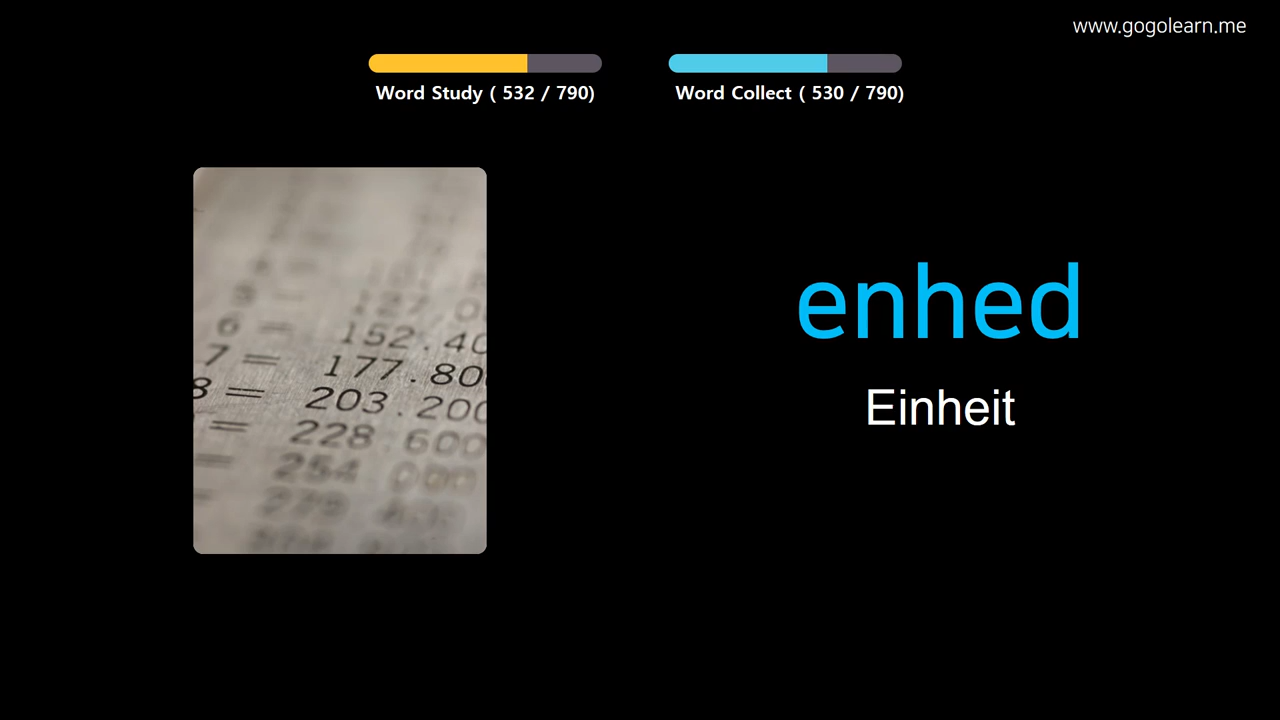 www.gogolearn.me
Word Study ( 532 / 790)
Word Collect ( 530 / 790)
enhed
Einheit
6 = 152.40
7 = 177.80
8 = 203.200
= 228.600
= 254